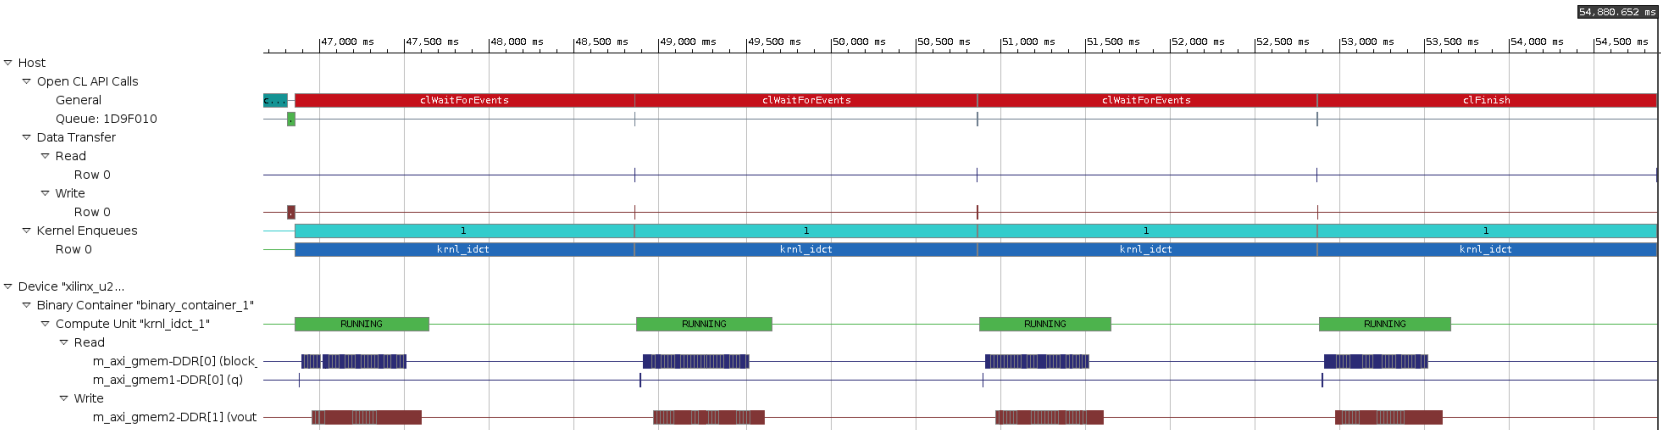 54,880.652 ms
47,000 ms 47,500 ms 48,000 ms 48,500 ms 49,000 ms 49,500 ms 50,000 ms 50,500 ms 51,000 ms 51,500 ms 52,000 ms 52,500 ms 53,000 ms 53,500 ms 54,000 ms 54,500 ms
Host
Open CL API Calls
General c... clWaitForEvents clWaitForEvents clWaitForEvents clFinish
Queue: 1D9F010
Data Transfer
Read
Row 0
Write
Row 0
Kernel Enqueues 1 1 1 1
Row 0 krnl_idct krnl_idct krnl_idct krnl_idct
Device "xilinx_u2...
Binary Container "binary_container_1"
Compute Unit "krnl_idct_1" RUNNING RUNNING RUNNING RUNNING
Read
m_axi_gmem-DDR[0] (block_
m_axi_gmem1-DDR[0] (q)
Write
m_axi_gmem2-DDR[1] (vout